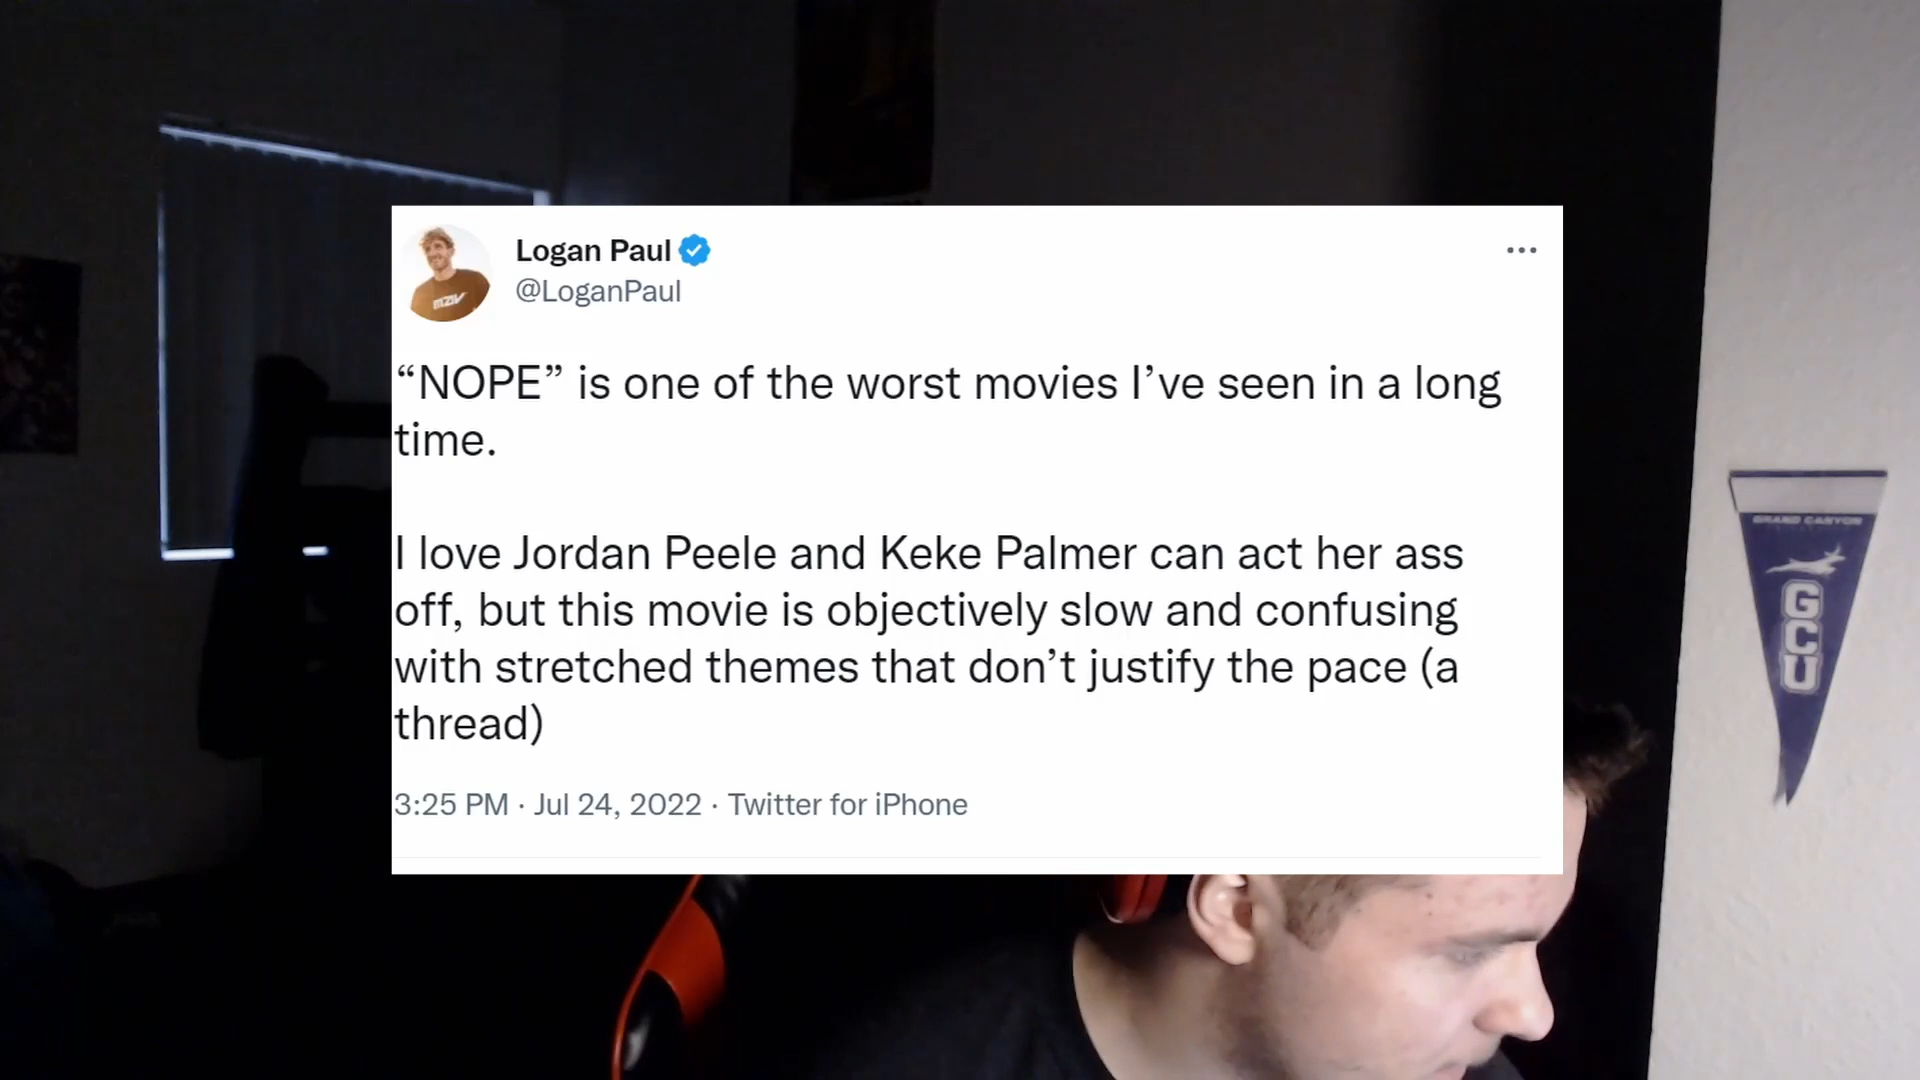 Logan Paul
@LoganPaul
“NOPE” is one of the worst movies I’ve seen in a long
time.
I love Jordan Peele and Keke Palmer can act her ass
off, but this movie is objectively slow and confusing
with stretched themes that don’t justify the pace (a
thread)
3:25 PM · Jul 24, 2022 · Twitter for iPhone
GRAND CANYON
GCU